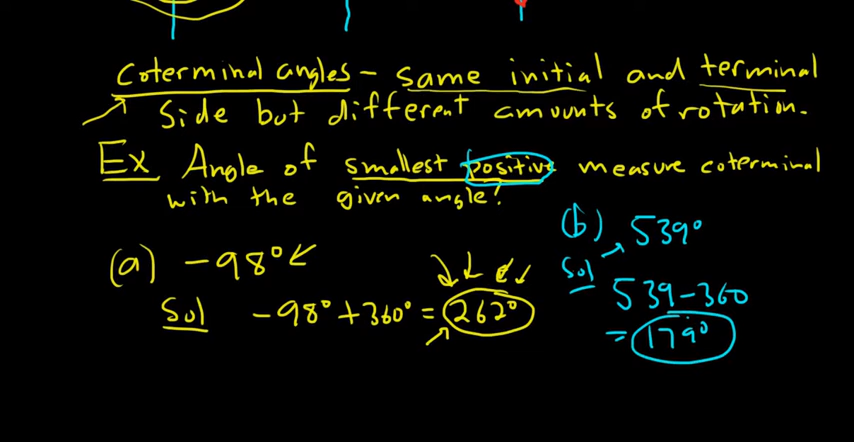 Coterminal angles - same initial and terminal
side but different amounts of rotation.
Ex Angle of smallest positive measure coterminal
with the given angle!
(a) -98°
Sol -98° + 360° = 262°
(b) 539°
Sol
539 - 360
= 179°